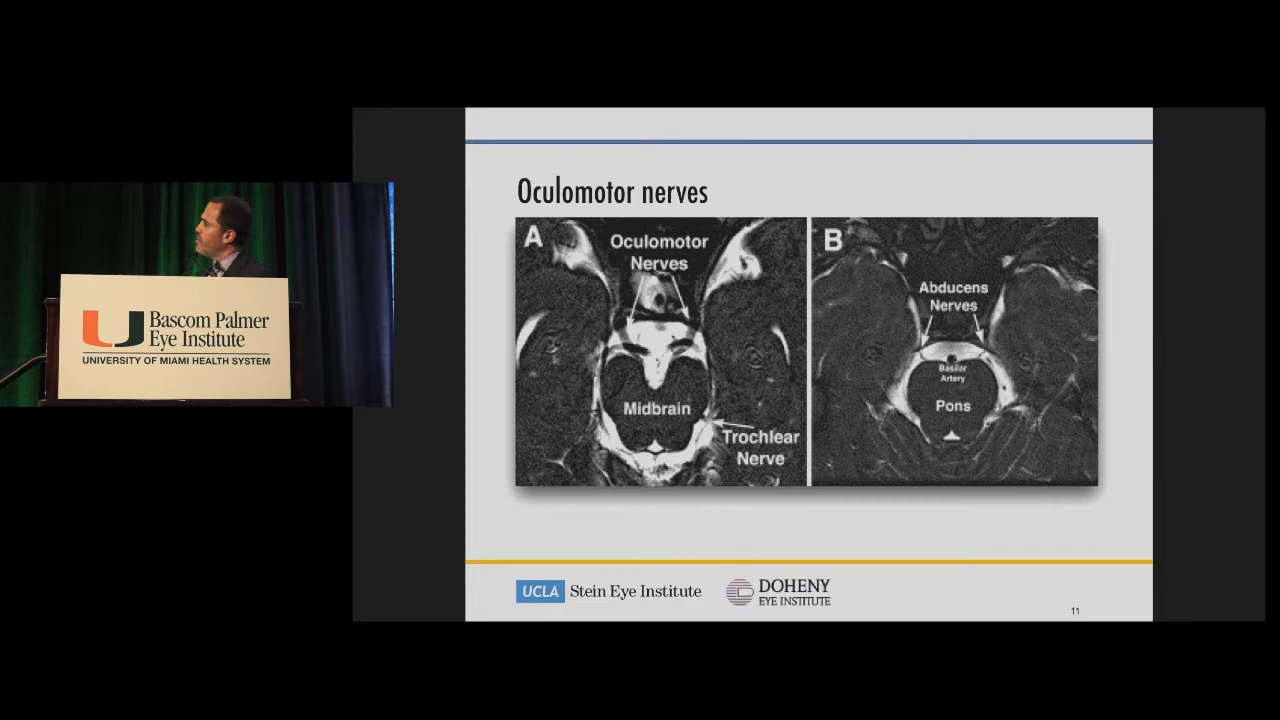 Bascom Palmer
Eye Institute
UNIVERSITY OF MIAMI HEALTH SYSTEM
Oculomotor nerves
A
Oculomotor
Nerves
Midbrain
Trochlear
Nerve
B
Abducens
Nerves
Basilar
Artery
Pons
UCLA Stein Eye Institute
DOHENY
EYE INSTITUTE
11